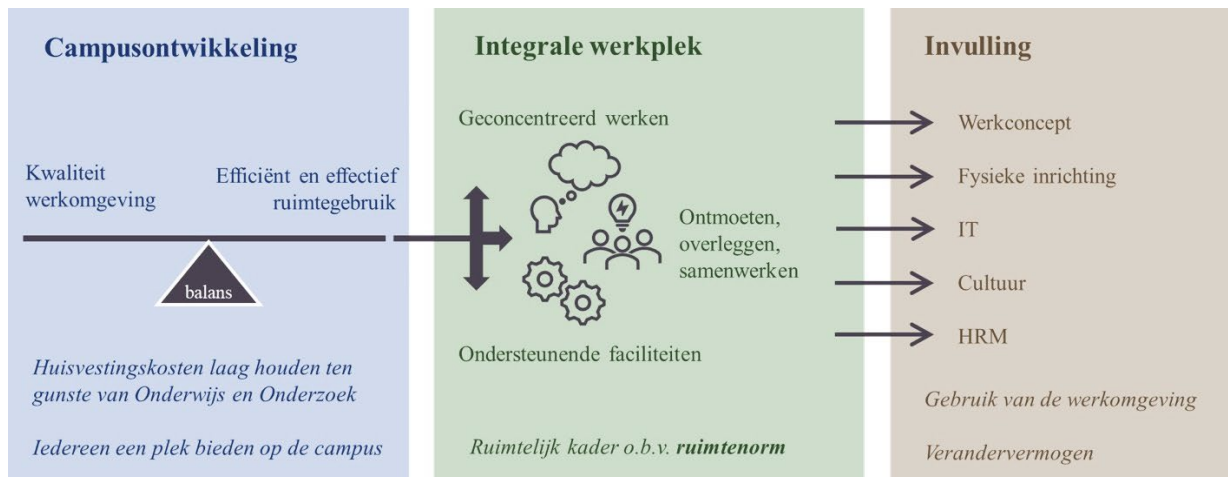 Campusontwikkeling
Kwaliteit
werkomgeving
Efficiënt en effectief
ruimtegebruik
balans
Huisvestingskosten laag houden ten
gunste van Onderwijs en Onderzoek
Iedereen een plek bieden op de campus
Integrale werkplek
Geconcentreerd werken
Ontmoeten,
overleggen,
samenwerken
Ondersteunende faciliteiten
Ruimtelijk kader o.b.v. ruimtenorm
Invulling
Werkconcept
Fysieke inrichting
IT
Cultuur
HRM
Gebruik van de werkomgeving
Verandervermogen